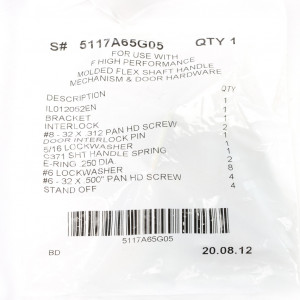 S# 5117A65G05 QTY 1
FOR USE WITH
F HIGH PERFORMANCE
MOLDED FLEX SHAFT HANDLE
MECHANISM & DOOR HARDWARE
DESCRIPTION QTY
IL012052EN 1
BRACKET 1
INTERLOCK 1
#8 - 32 X .312 PAN HD SCREW 2
DOOR INTERLOCK PIN 1
5/16 LOCKWASHER 1
G371 SHT HANDLE SPRING 1
E-RING .250 DIA. 2
#6 LOCKWASHER 8
#6 - 32 X .500" PAN HD SCREW 4
STAND OFF 4
5117A65G05
BD 20.08.12